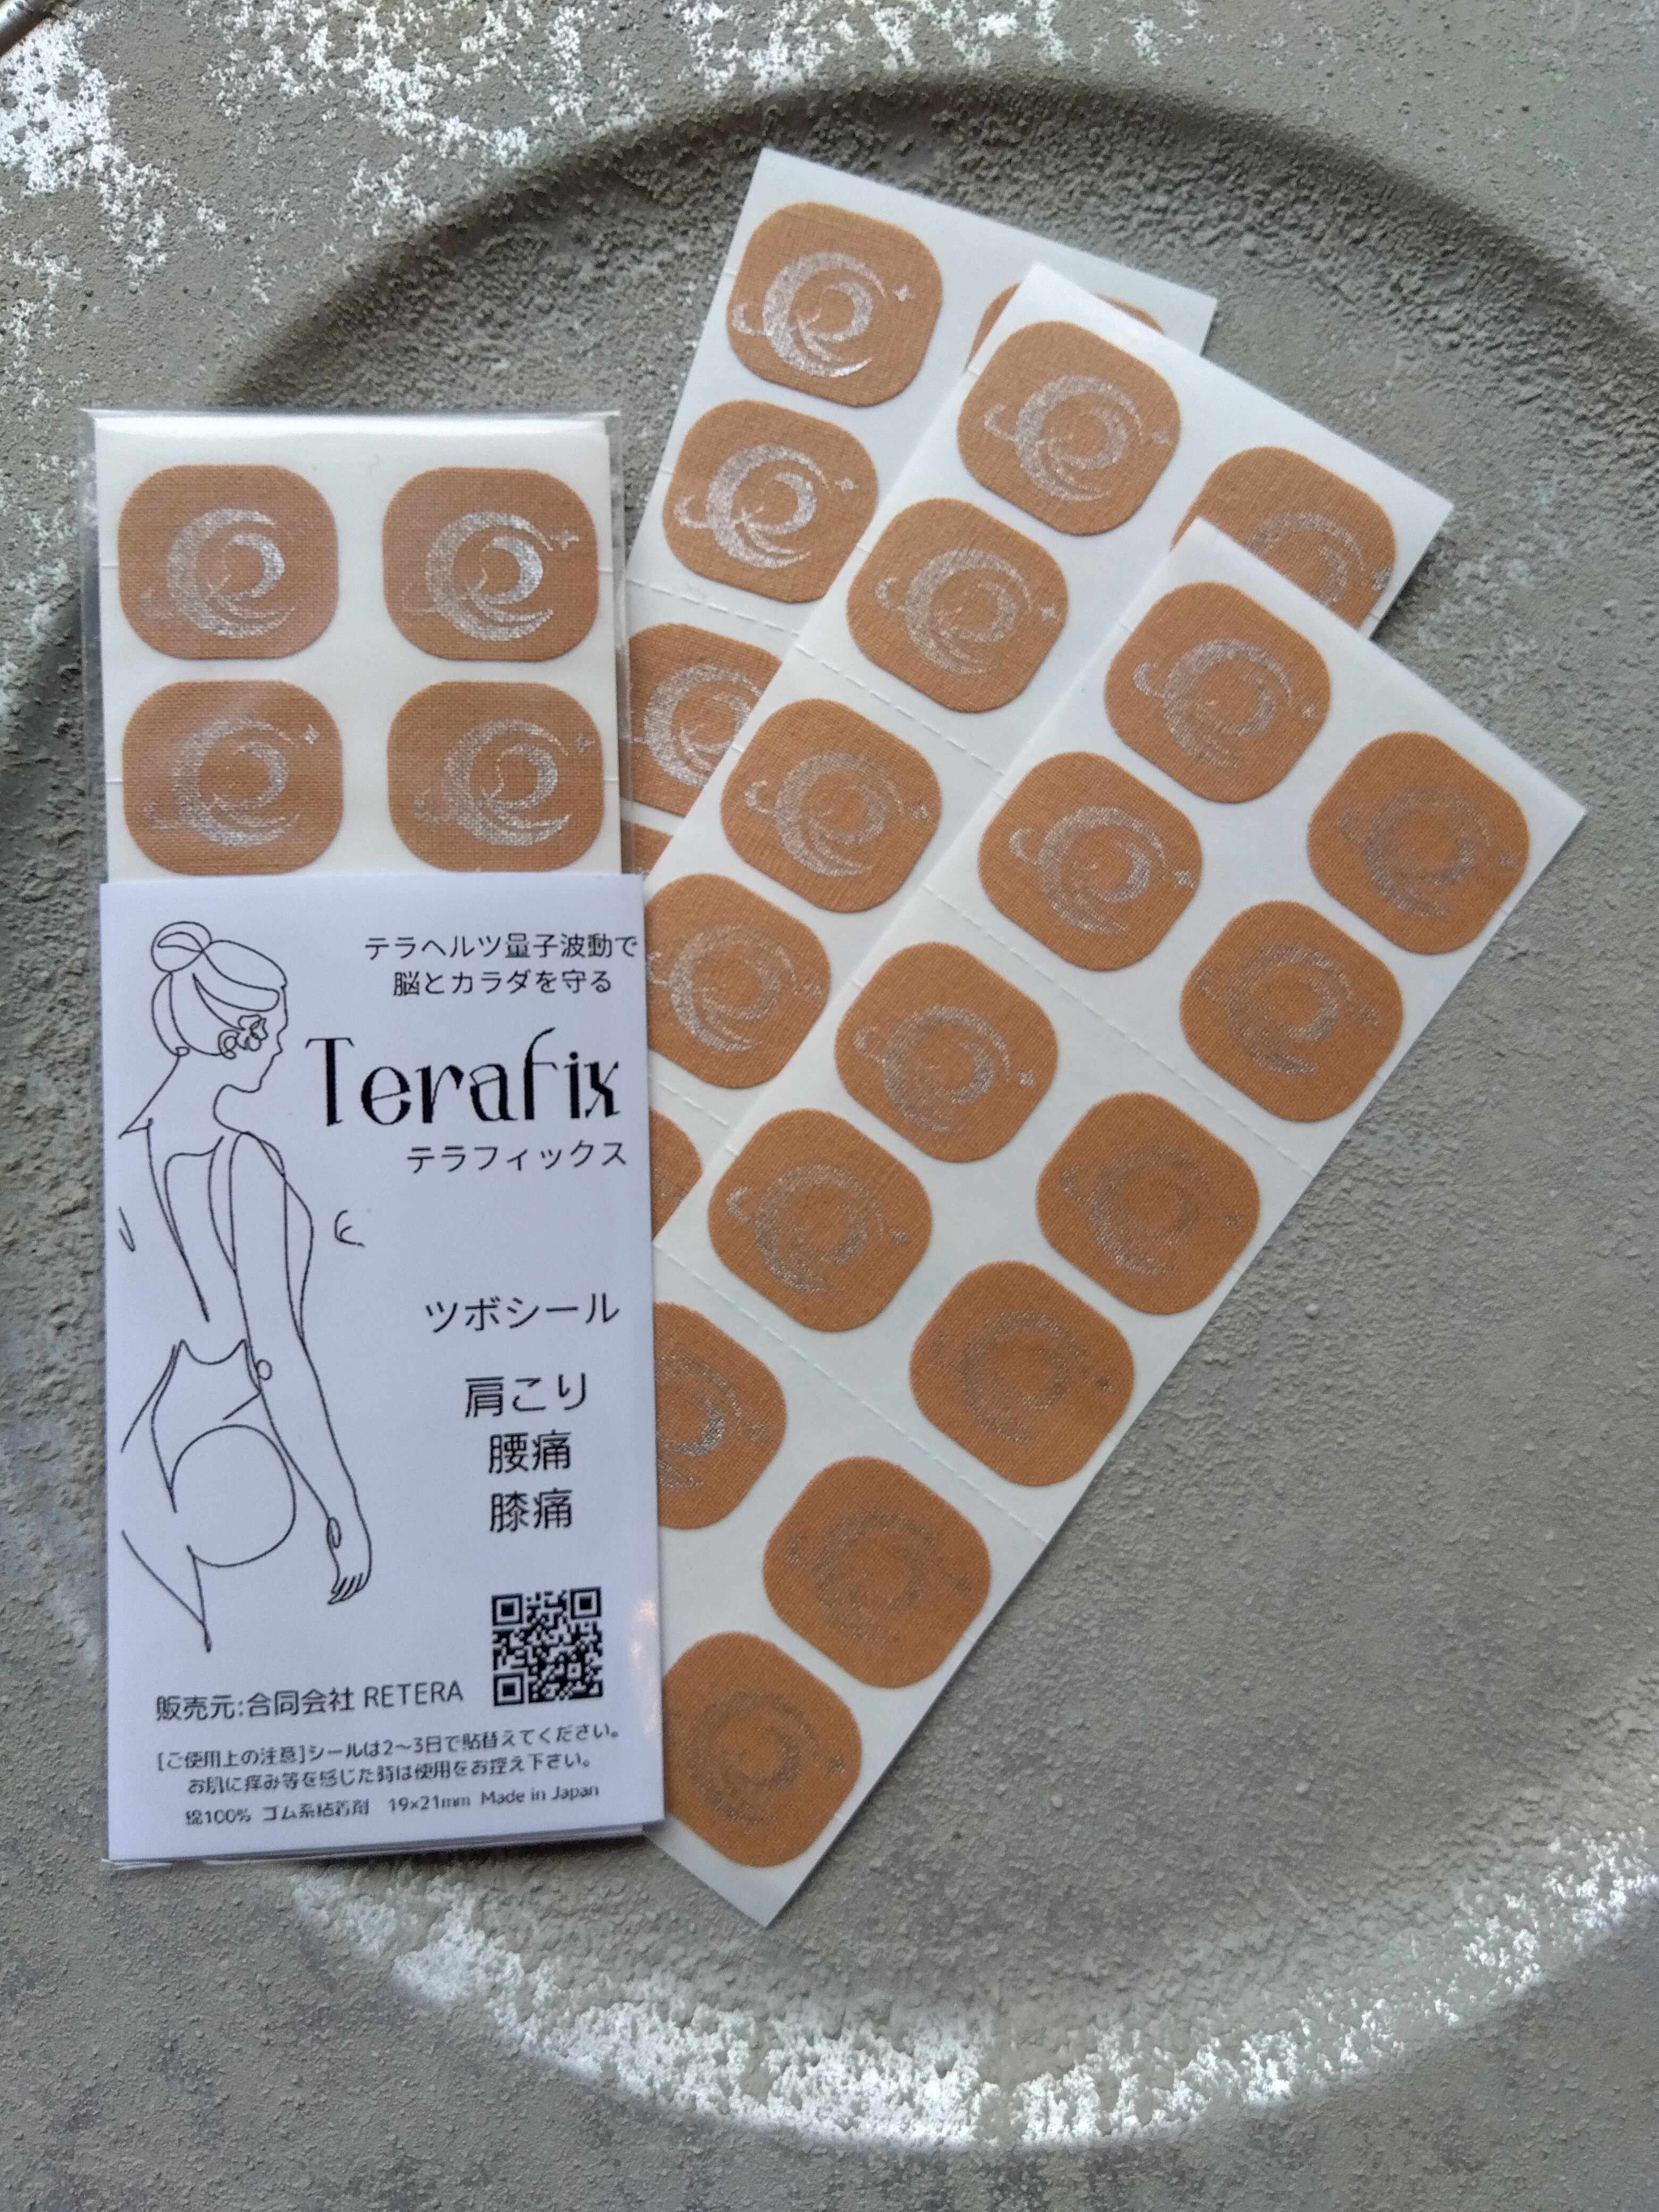 テラヘルツ量子波動で
脳とカラダを守る
Terafix
テラフィックス
ツボシール
肩こり
腰痛
膝痛
販売元:合同会社 RETERA
[ご使用上の注意]シールは2～3日で貼替えてください。
お肌に痒み等を感じた時は使用をお控え下さい。
綿100% ゴム系粘着剤 19×21mm Made in Japan